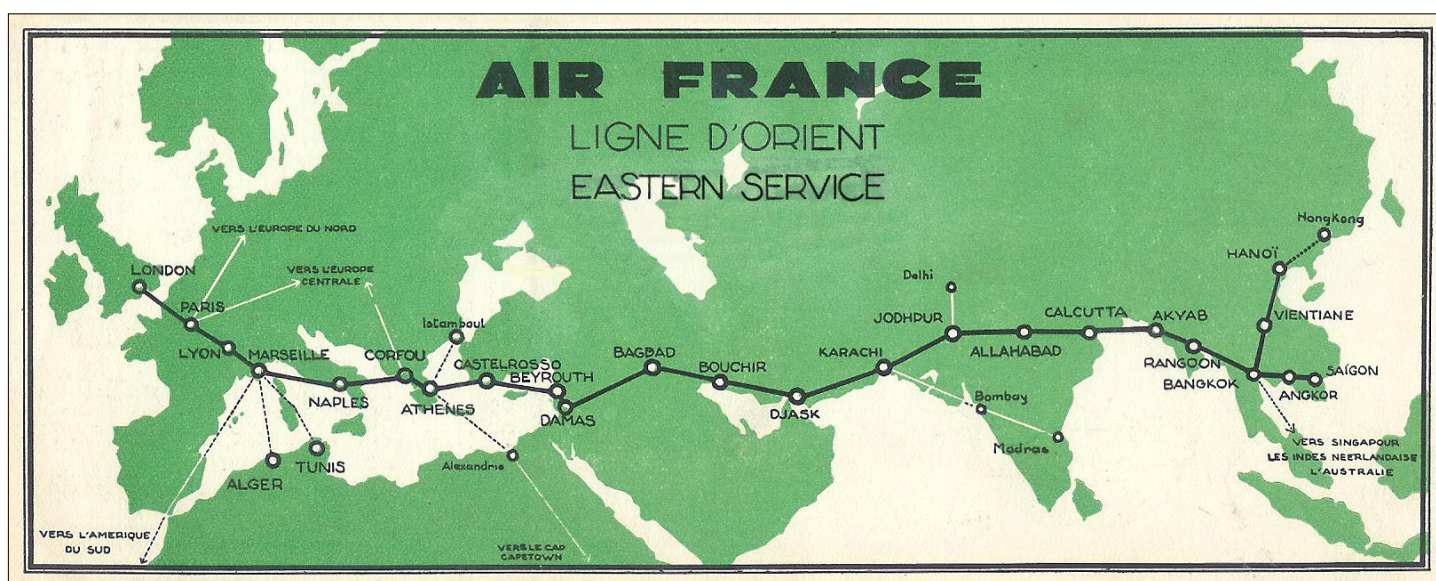 AIR FRANCE
LIGNE D'ORIENT
EASTERN SERVICE
VERS L'EUROPE DU NORD
LONDON
VERS L'EUROPE
CENTRALE
PARIS
LYON
MARSEILLE
CORFOU
Istamboul
NAPLES
ATHENES
CASTELROSSO
BEYROUTH
DAMAS
BAGDAD
BOUCHIR
DJASK
KARACHI
Delhi
JODHPUR
ALLAHABAD
CALCUTTA
AKYAB
RANGOON
BANGKOK
HongKong
HANOÏ
VIENTIANE
SAÏGON
ANGKOR
Bombay
Madras
VERS SINGAPOUR
LES INDES NEERLANDAISE
L'AUSTRALIE
TUNIS
ALGER
Alexandrie
VERS L'AMERIQUE
DU SUD
VERS LE CAP
CAPETOWN